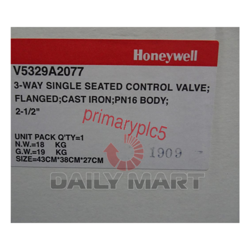 Honeywell
V5329A2077
3-WAY SINGLE SEATED CONTROL VALVE;
FLANGED;CAST IRON;PN16 BODY;
2-1/2"
primaryplc5
UNIT PACK Q'TY=1
N.W.=18 KG
G.W.=19 KG
SIZE=43CM*38CM*27CM
1909
DAILY MART